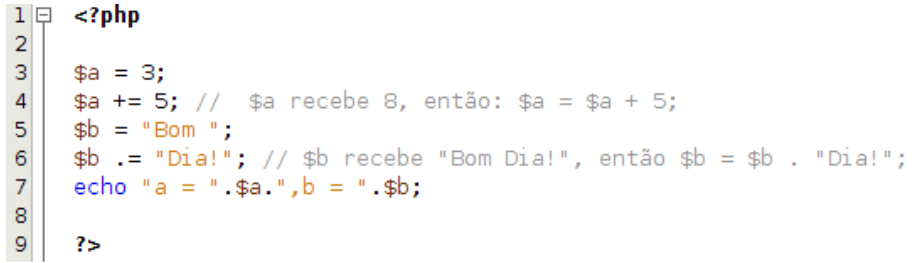 1 <?php
2
3 $a = 3;
4 $a += 5; //  $a recebe 8, então: $a = $a + 5;
5 $b = "Bom ";
6 $b .= "Dia!"; // $b recebe "Bom Dia!", então $b = $b . "Dia!";
7 echo "a = ".$a.",b = ".$b;
8
9 ?>